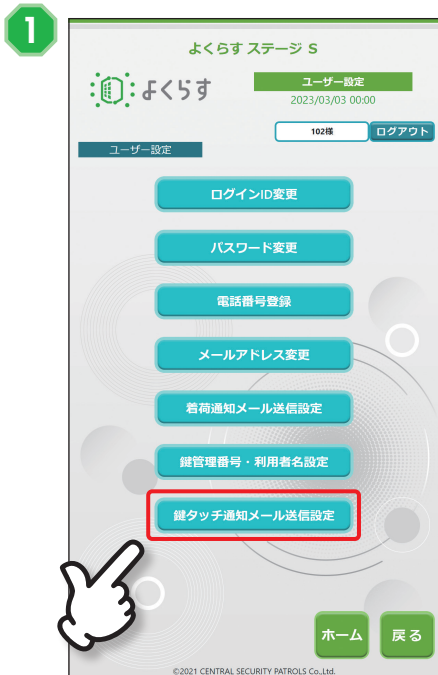 1
よくらす ステージ S
よくらす
ユーザー設定
2023/03/03 00:00
102様
ログアウト
ユーザー設定
ログインID変更
パスワード変更
電話番号登録
メールアドレス変更
着荷通知メール送信設定
鍵管理番号・利用者名設定
鍵タッチ通知メール送信設定
ホーム
戻る
©2021 CENTRAL SECURITY PATROLS Co.,Ltd.